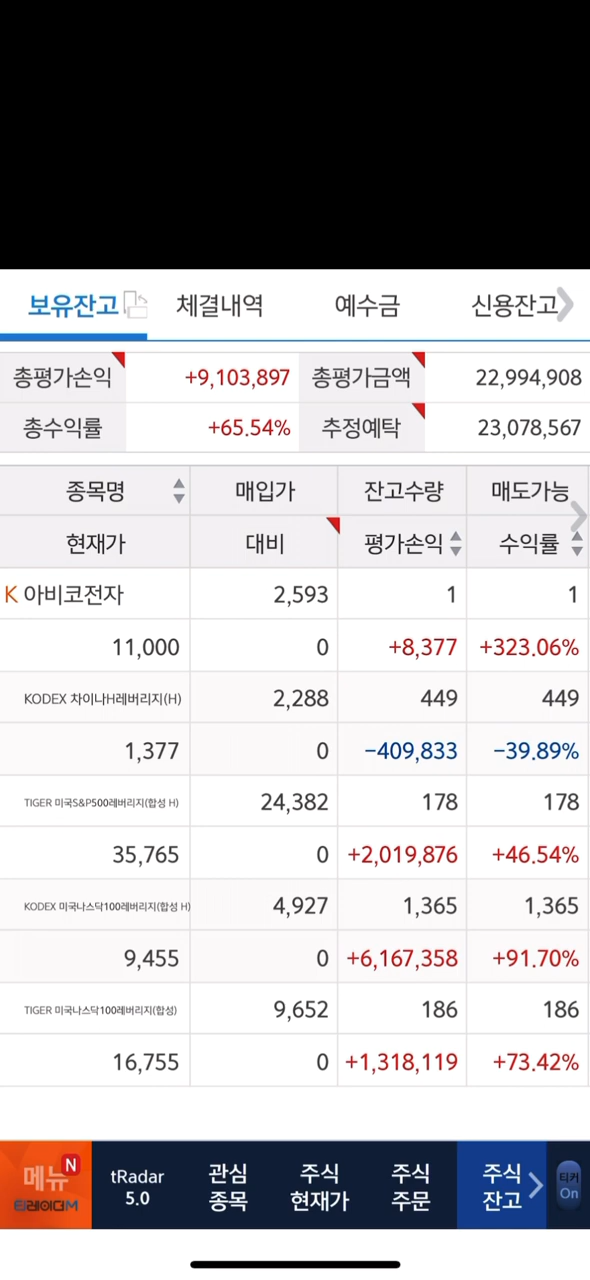 보유잔고 체결내역 예수금 신용잔고
총평가손익 +9,103,897 총평가금액 22,994,908
총수익률 +65.54% 추정예탁 23,078,567
종목명 매입가 잔고수량 매도가능
현재가 대비 평가손익 수익률
K 아비코전자 2,593 1 1
11,000 0 +8,377 +323.06%
KODEX 차이나H레버리지(H) 2,288 449 449
1,377 0 -409,833 -39.89%
TIGER 미국S&P500레버리지(합성 H) 24,382 178 178
35,765 0 +2,019,876 +46.54%
KODEX 미국나스닥100레버리지(합성 H) 4,927 1,365 1,365
9,455 0 +6,167,358 +91.70%
TIGER 미국나스닥100레버리지(합성) 9,652 186 186
16,755 0 +1,318,119 +73.42%
메뉴 N tRadar 관심 주식 주식 주식 티커
티레이더M 5.0 종목 현재가 주문 잔고 On